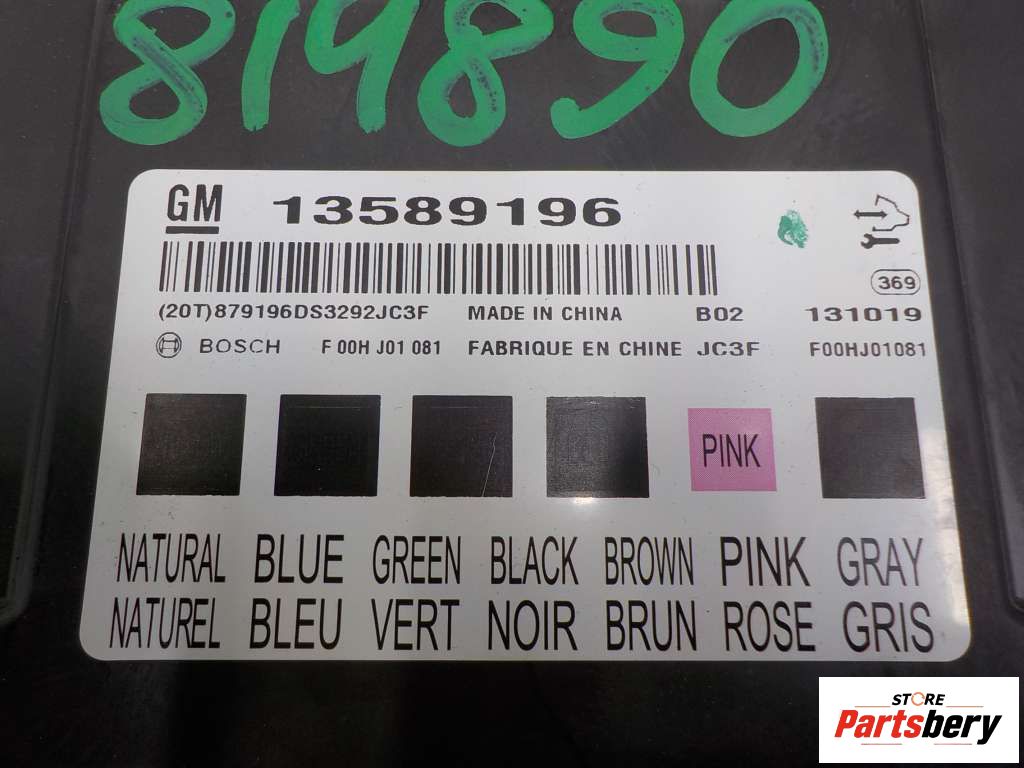 819890
GM 13589196
369
(20T)879196DS3292JC3F MADE IN CHINA B02 131019
BOSCH F 00H J01 081 FABRIQUE EN CHINE JC3F F00HJ01081
PINK
NATURAL BLUE GREEN BLACK BROWN PINK GRAY
NATUREL BLEU VERT NOIR BRUN ROSE GRIS
STORE
Partsbery